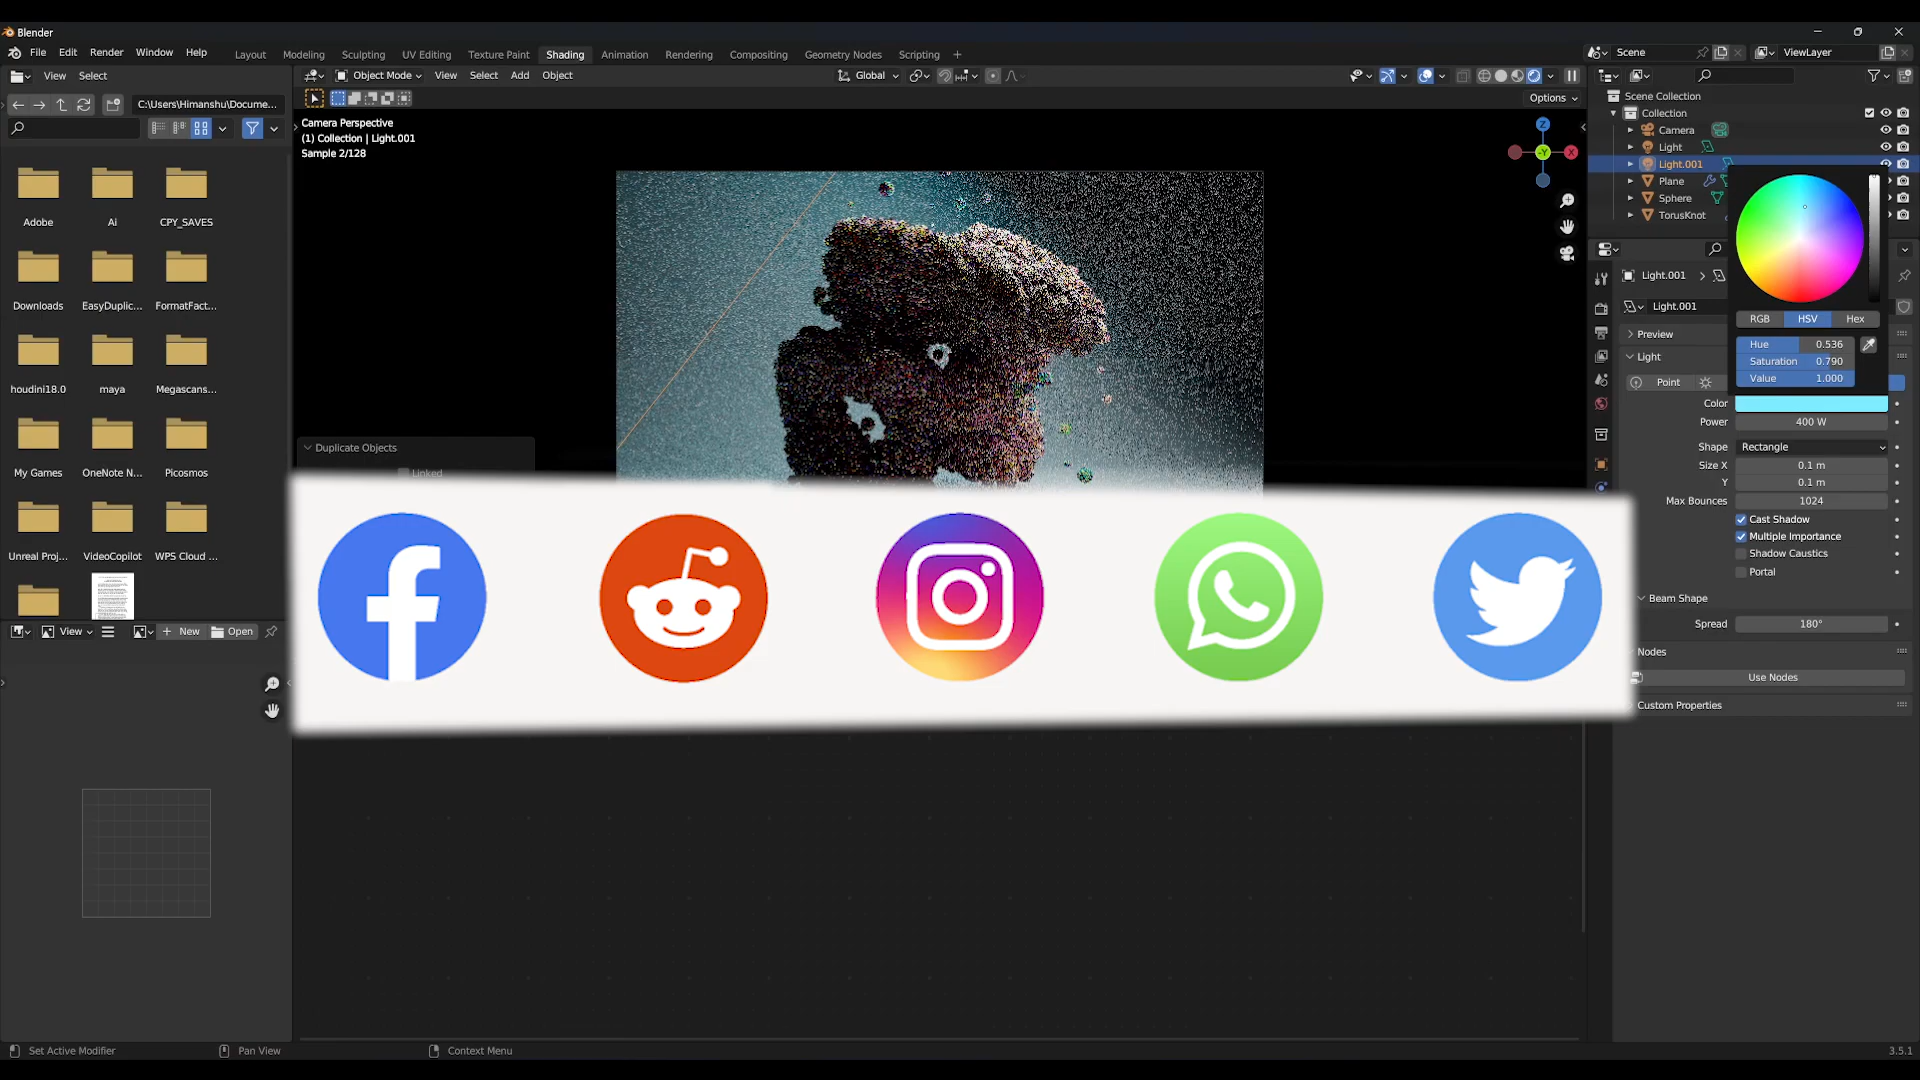 Blender
File Edit Render Window Help
Layout Modeling Sculpting UV Editing Texture Paint Shading Animation Rendering Compositing Geometry Nodes Scripting +
Scene
ViewLayer
View Select
Object Mode View Select Add Object
Global
C:\Users\Himanshu\Docume...
Options
Camera Perspective
(1) Collection | Light.001
Sample 2/128
Z
-Y
X
Adobe Ai CPY_SAVES
Downloads EasyDuplic... FormatFact...
houdini18.0 maya Megascans...
My Games OneNote N... Picosmos
Unreal Proj... VideoCopilot WPS Cloud ...
Duplicate Objects
Linked
Scene Collection
Collection
Camera
Light
Light.001
Plane
Sphere
TorusKnot
Light.001
Light.001
RGB HSV Hex
Preview
Hue 0.536
Light
Saturation 0.790
Value 1.000
Point
Color
Power 400 W
Shape Rectangle
Size X 0.1 m
Y 0.1 m
Max Bounces 1024
Cast Shadow
Multiple Importance
Shadow Caustics
Portal
Beam Shape
Spread 180°
Nodes
Use Nodes
Custom Properties
View
New Open
Set Active Modifier
Pan View
Context Menu
3.5.1